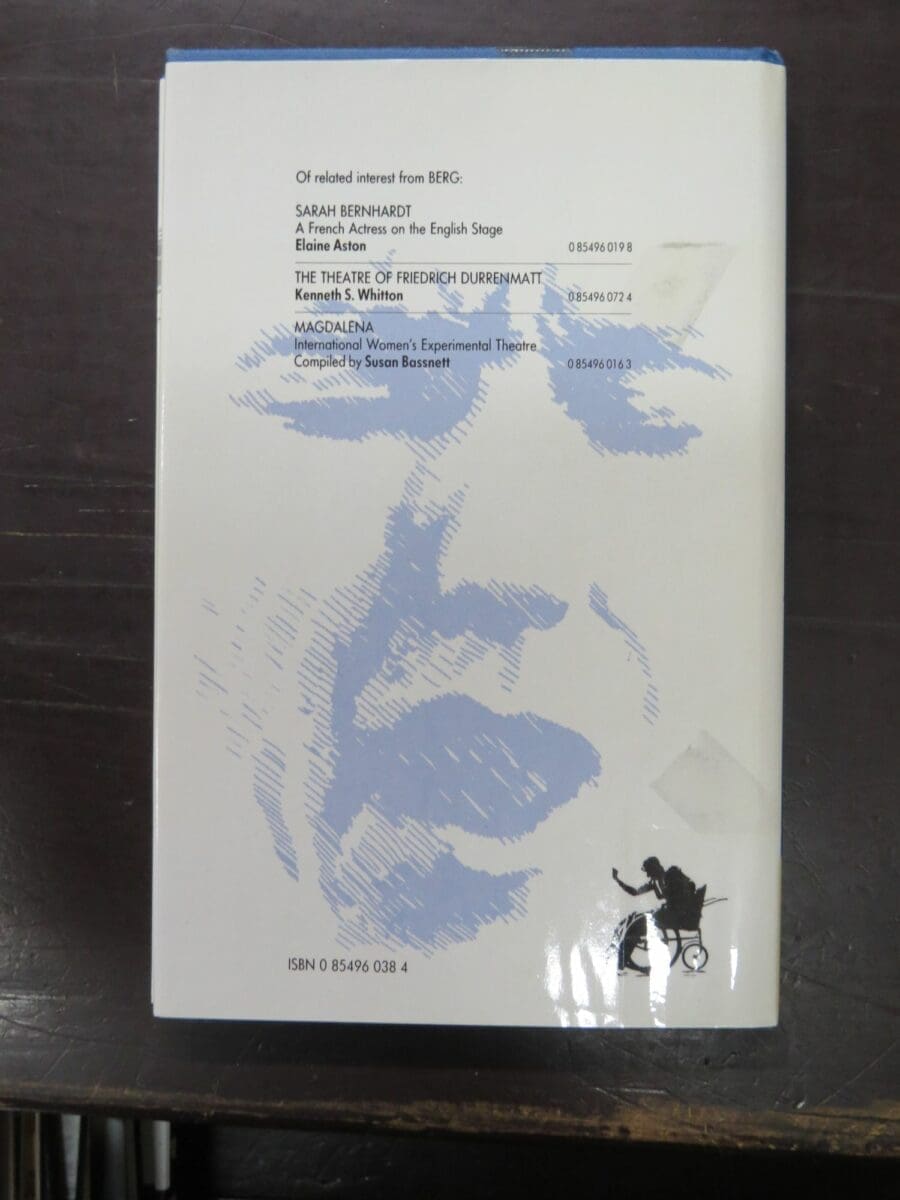 Of related interest from BERG:
SARAH BERNHARDT
A French Actress on the English Stage
Elaine Aston 0 85496 019 8
THE THEATRE OF FRIEDRICH DURRENMATT
Kenneth S. Whitton 0 85496 072 4
MAGDALENA
International Women's Experimental Theatre
Compiled by Susan Bassnett 0 85496 016 3
ISBN 0 85496 038 4